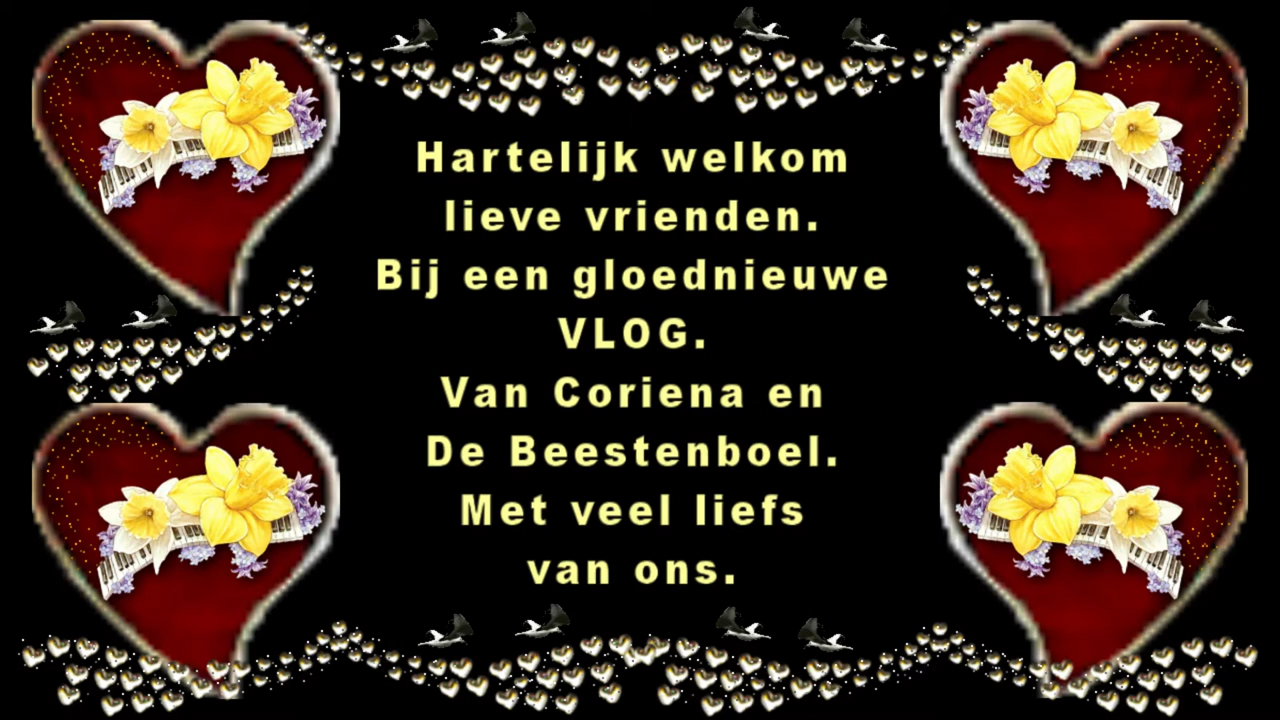 Hartelijk welkom
lieve vrienden.
Bij een gloednieuwe
VLOG.
Van Coriena en
De Beestenboel.
Met veel liefs
van ons.